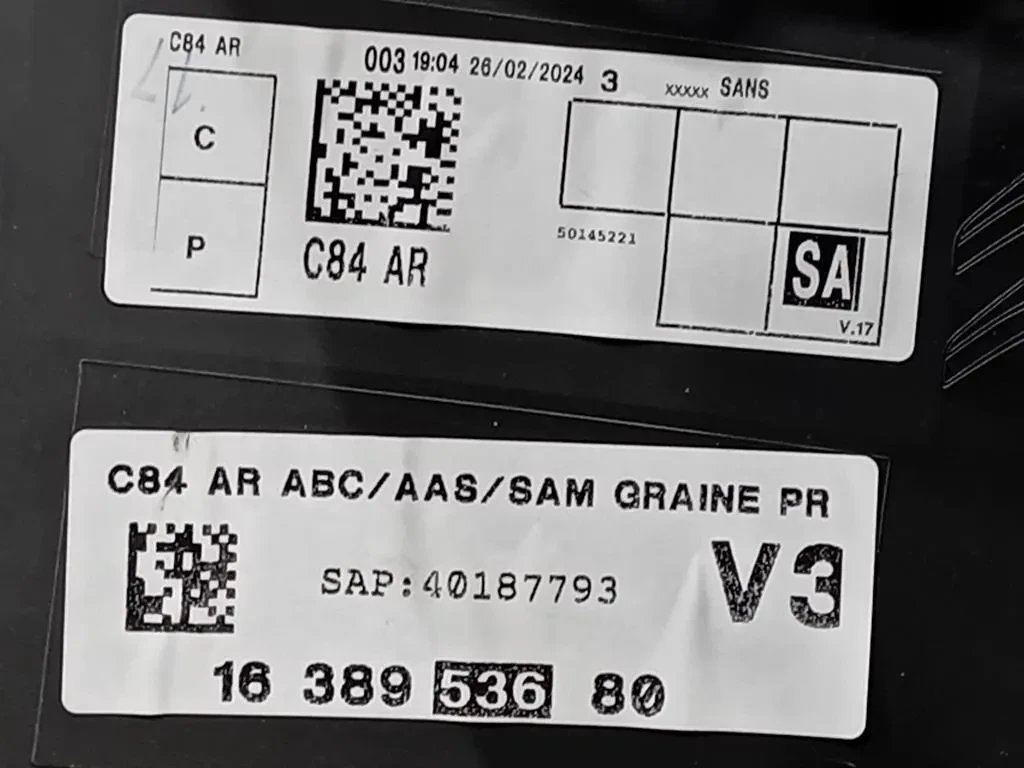 C84 AR
003 19:04 26/02/2024 3
xxxxx SANS
C
P
C84 AR
50145221
SA
V.17
C84 AR ABC/AAS/SAM GRAINE PR
SAP:40187793
V3
16 389 536 80